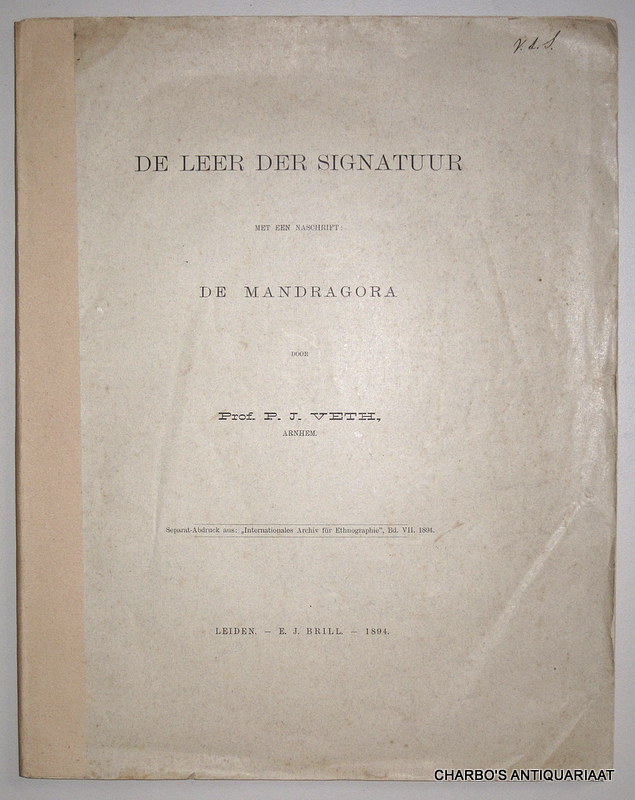 V. d. S.
DE LEER DER SIGNATUUR
MET EEN NASCHRIFT:
DE MANDRAGORA
DOOR
Prof. P. J. VETH,
ARNHEM.
Separat-Abdruck aus: „Internationales Archiv für Ethnographie", Bd. VII, 1894.
LEIDEN. — E. J. BRILL. — 1894.
CHARBO'S ANTIQUARIAAT